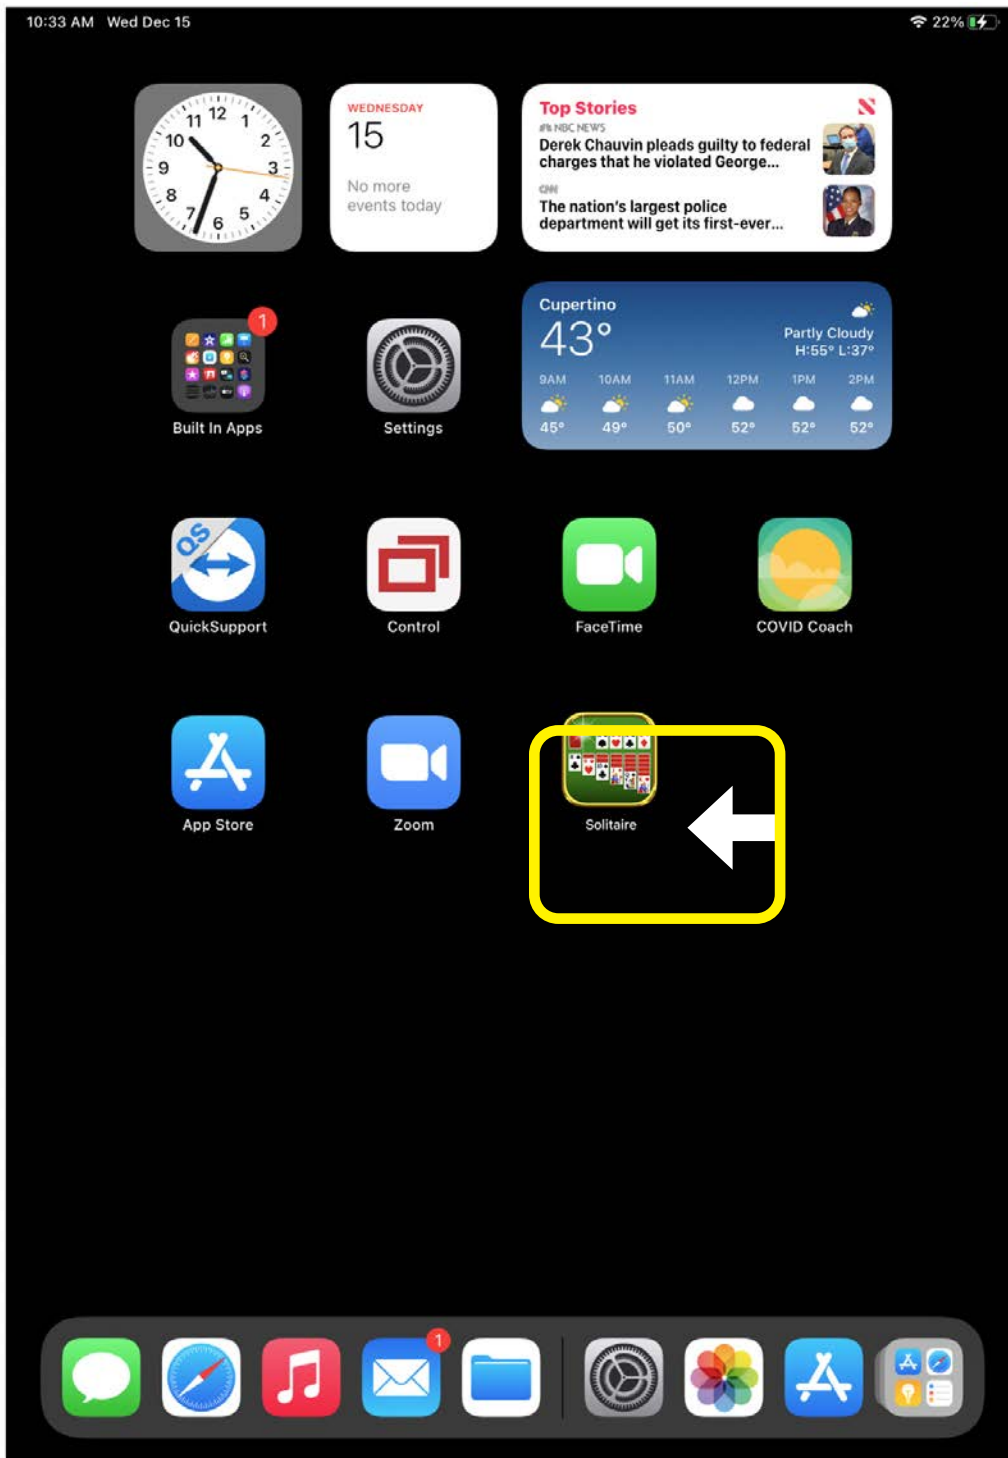 10:33 AM Wed Dec 15
22%
11 12 1
10 2
9 3
8 4
7 6 5
WEDNESDAY
15
No more
events today
Top Stories
NBC NEWS
Derek Chauvin pleads guilty to federal
charges that he violated George...
CNN
The nation's largest police
department will get its first-ever...
Cupertino
43°
Partly Cloudy
H:55° L:37°
9AM 10AM 11AM 12PM 1PM 2PM
45° 49° 50° 52° 52° 52°
1
Built In Apps
Settings
QS
QuickSupport
Control
FaceTime
COVID Coach
App Store
Zoom
Solitaire
1